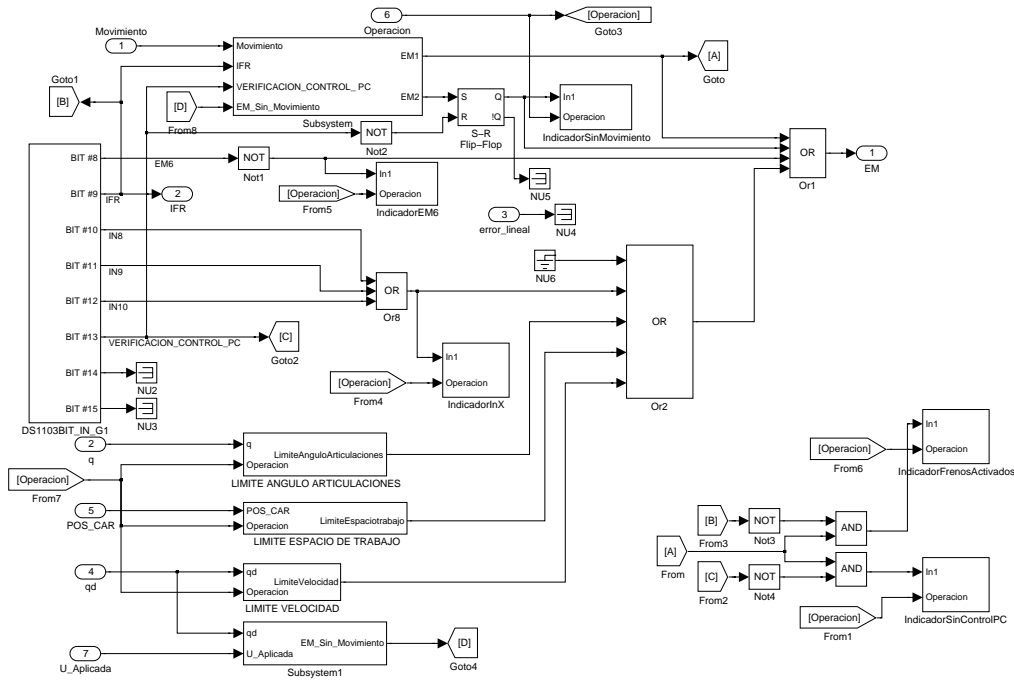 6
Operacion
[Operacion]
Goto3
Movimiento
1
Movimiento
IFR
VERIFICACION_CONTROL_ PC
EM_Sin_Movimiento
EM1
EM2
Subsystem
[A]
Goto
Goto1
[B]
[D]
From8
S
R
Q
!Q
S−R
Flip−Flop
In1
Operacion
IndicadorSinMovimiento
NOT
Not2
OR
Or1
1
EM
BIT #8
BIT #9
BIT #10
BIT #11
BIT #12
BIT #13
BIT #14
BIT #15
DS1103BIT_IN_G1
EM6
NOT
Not1
In1
Operacion
IndicadorEM6
[Operacion]
From5
NU5
IFR
2
IFR
3
error_lineal
NU4
IN8
IN9
IN10
OR
Or8
NU6
OR
Or2
VERIFICACION_CONTROL_PC
[C]
Goto2
In1
Operacion
IndicadorInX
[Operacion]
From4
NU2
NU3
2
q
q
Operacion
LimiteAnguloArticulaciones
LIMITE ANGULO ARTICULACIONES
[Operacion]
From7
5
POS_CAR
POS_CAR
Operacion
LimiteEspaciotrabajo
LIMITE ESPACIO DE TRABAJO
4
qd
qd
Operacion
LimiteVelocidad
LIMITE VELOCIDAD
7
U_Aplicada
qd
U_Aplicada
EM_Sin_Movimiento
Subsystem1
[D]
Goto4
In1
Operacion
IndicadorFrenosActivados
[Operacion]
From6
[B]
From3
NOT
Not3
AND
[A]
From
[C]
From2
NOT
Not4
AND
In1
Operacion
IndicadorSinControlPC
[Operacion]
From1